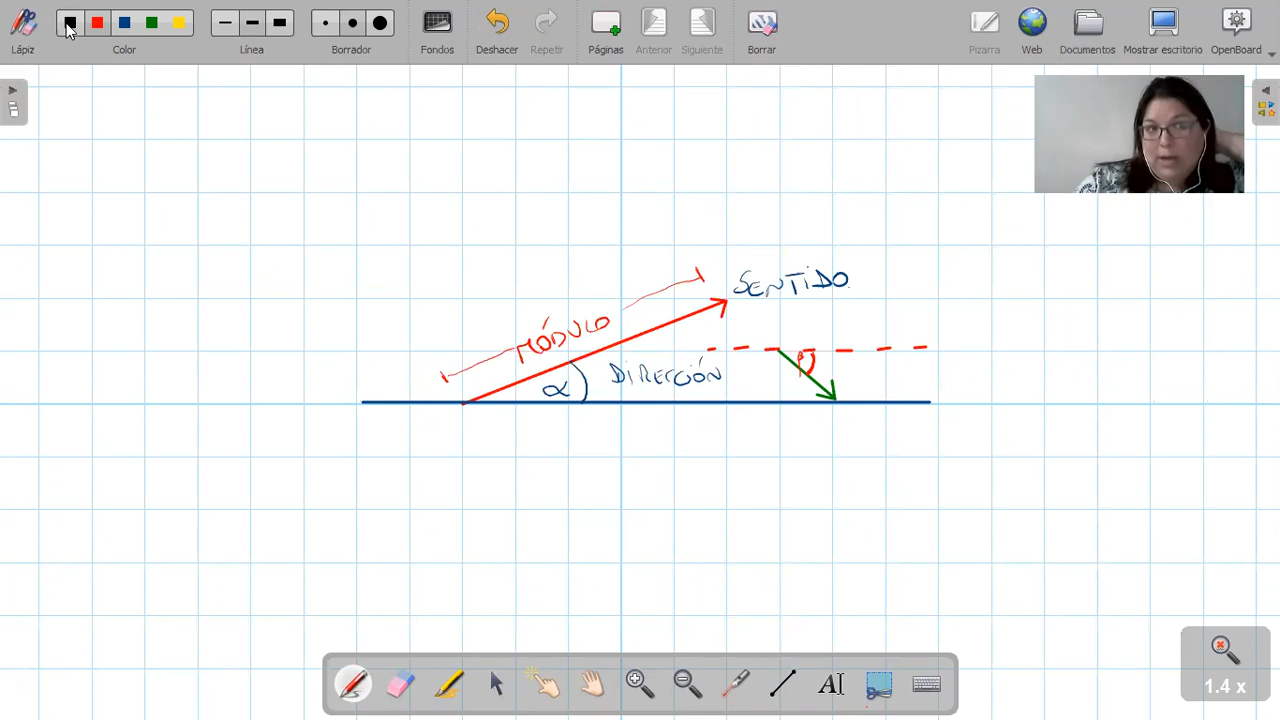 Lápiz
Color
Línea
Borrador
Fondos
Deshacer
Repetir
Páginas
Anterior
Siguiente
Borrar
Pizarra
Web
Documentos
Mostrar escritorio
OpenBoard
SENTIDO
MÓDULO
DIRECCIÓN
α
AI
1.4 x